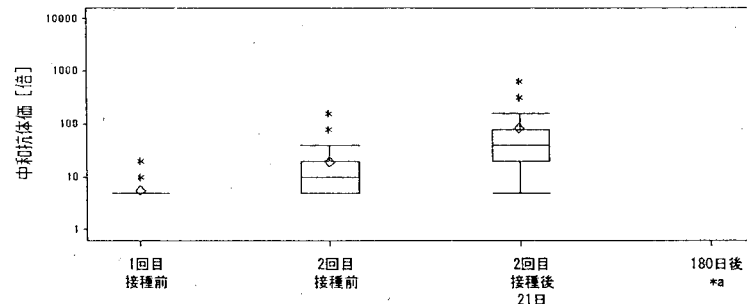 中和抗体価 [倍]
10000
1000
100
10
1
1回目
接種前
2回目
接種前
2回目
接種後
21日
180日後
*a